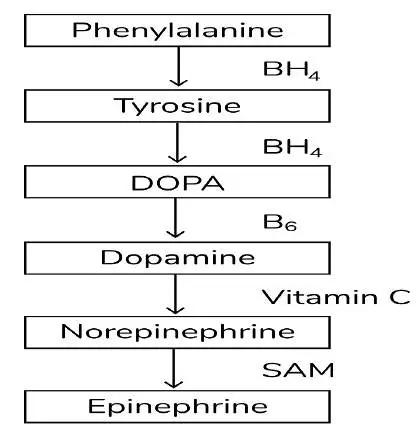 Phenylalanine
BH₄
Tyrosine
BH₄
DOPA
B₆
Dopamine
Vitamin C
Norepinephrine
SAM
Epinephrine